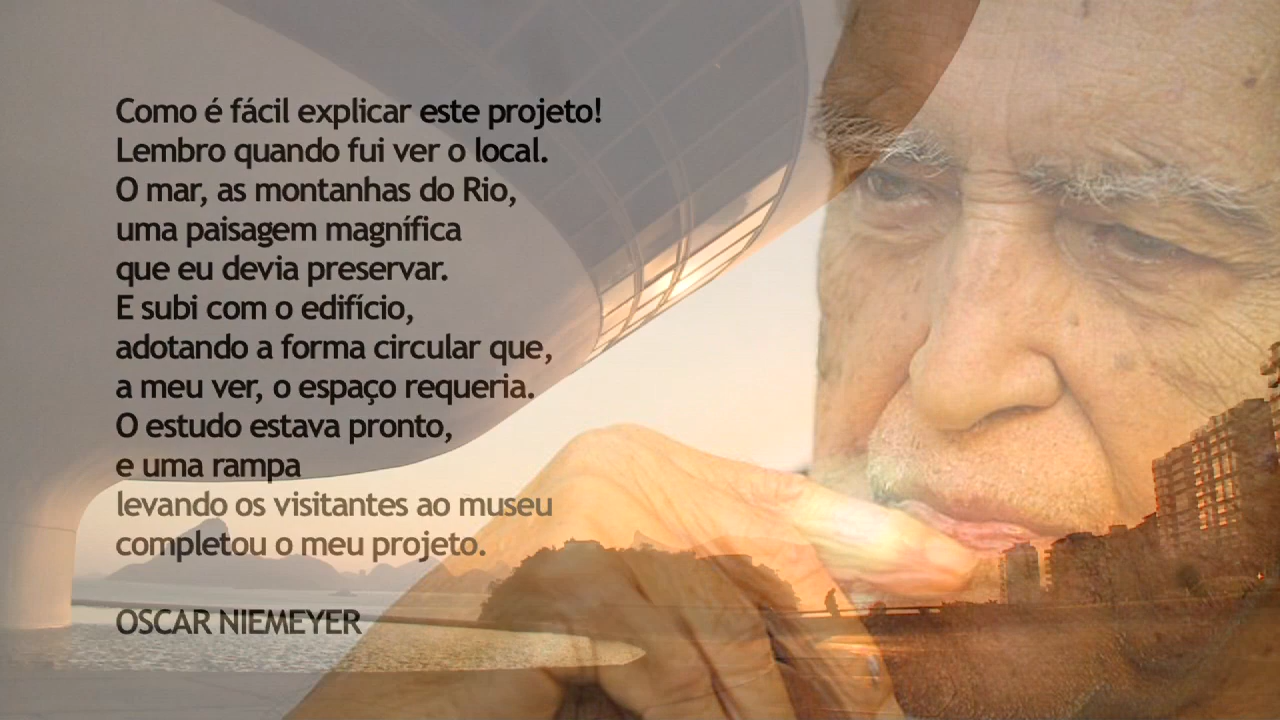 Como é fácil explicar este projeto!
Lembro quando fui ver o local.
O mar, as montanhas do Rio,
uma paisagem magnífica
que eu devia preservar.
E subi com o edifício,
adotando a forma circular que,
a meu ver, o espaço requeria.
O estudo estava pronto,
e uma rampa
levando os visitantes ao museu
completou o meu projeto.
OSCAR NIEMEYER